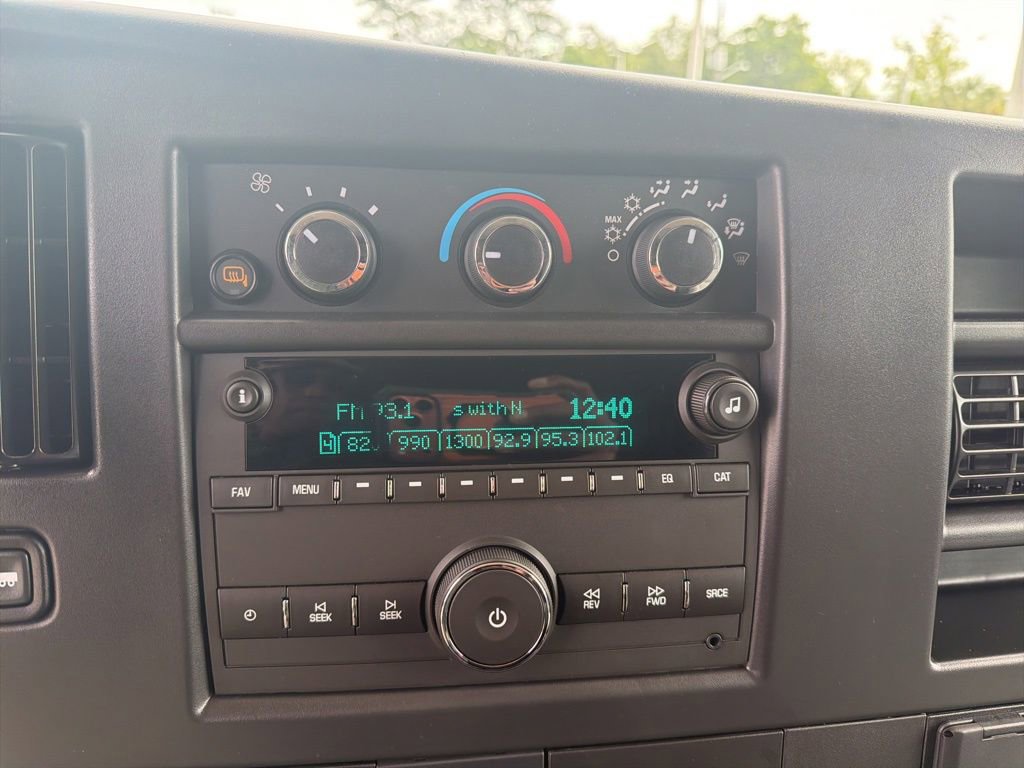 MAX
i
FM 93.1 s with N 12:40
4 82 990 1300 92.9 95.3 102.1
FAV MENU EQ CAT
SEEK SEEK REV FWD SRCE